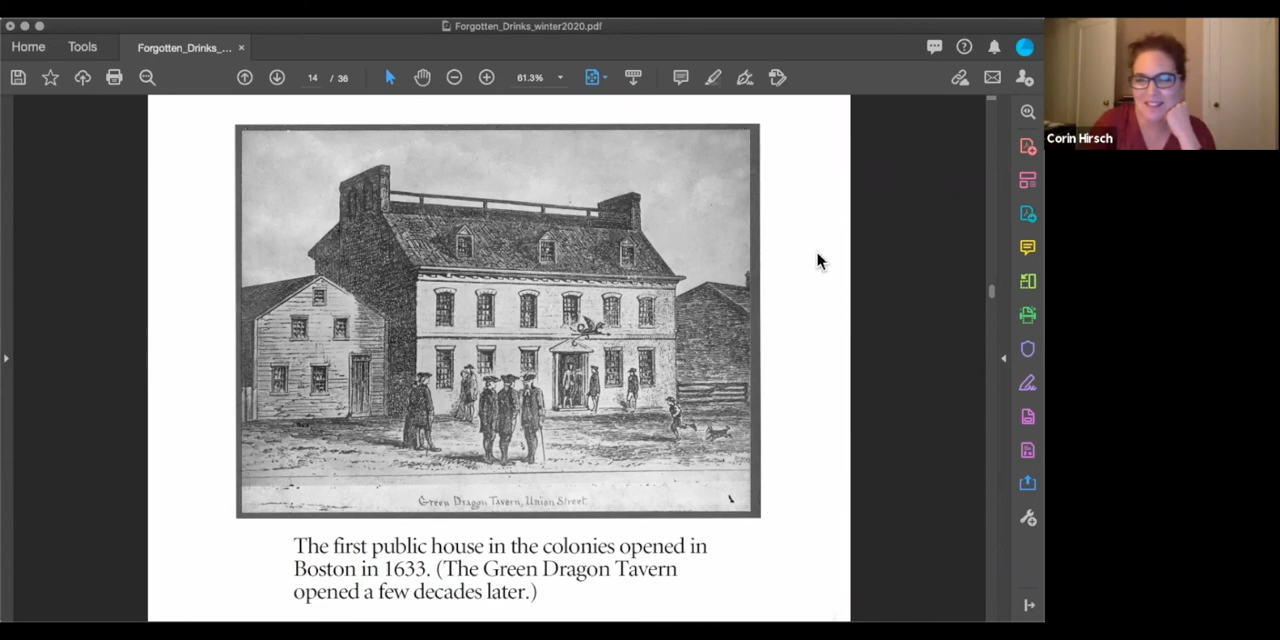 Forgotten_Drinks_winter2020.pdf
Home Tools Forgotten_Drinks_... ×
14 / 36 61.3%
Corin Hirsch
Green Dragon Tavern, Union Street.
The first public house in the colonies opened in
Boston in 1633. (The Green Dragon Tavern
opened a few decades later.)